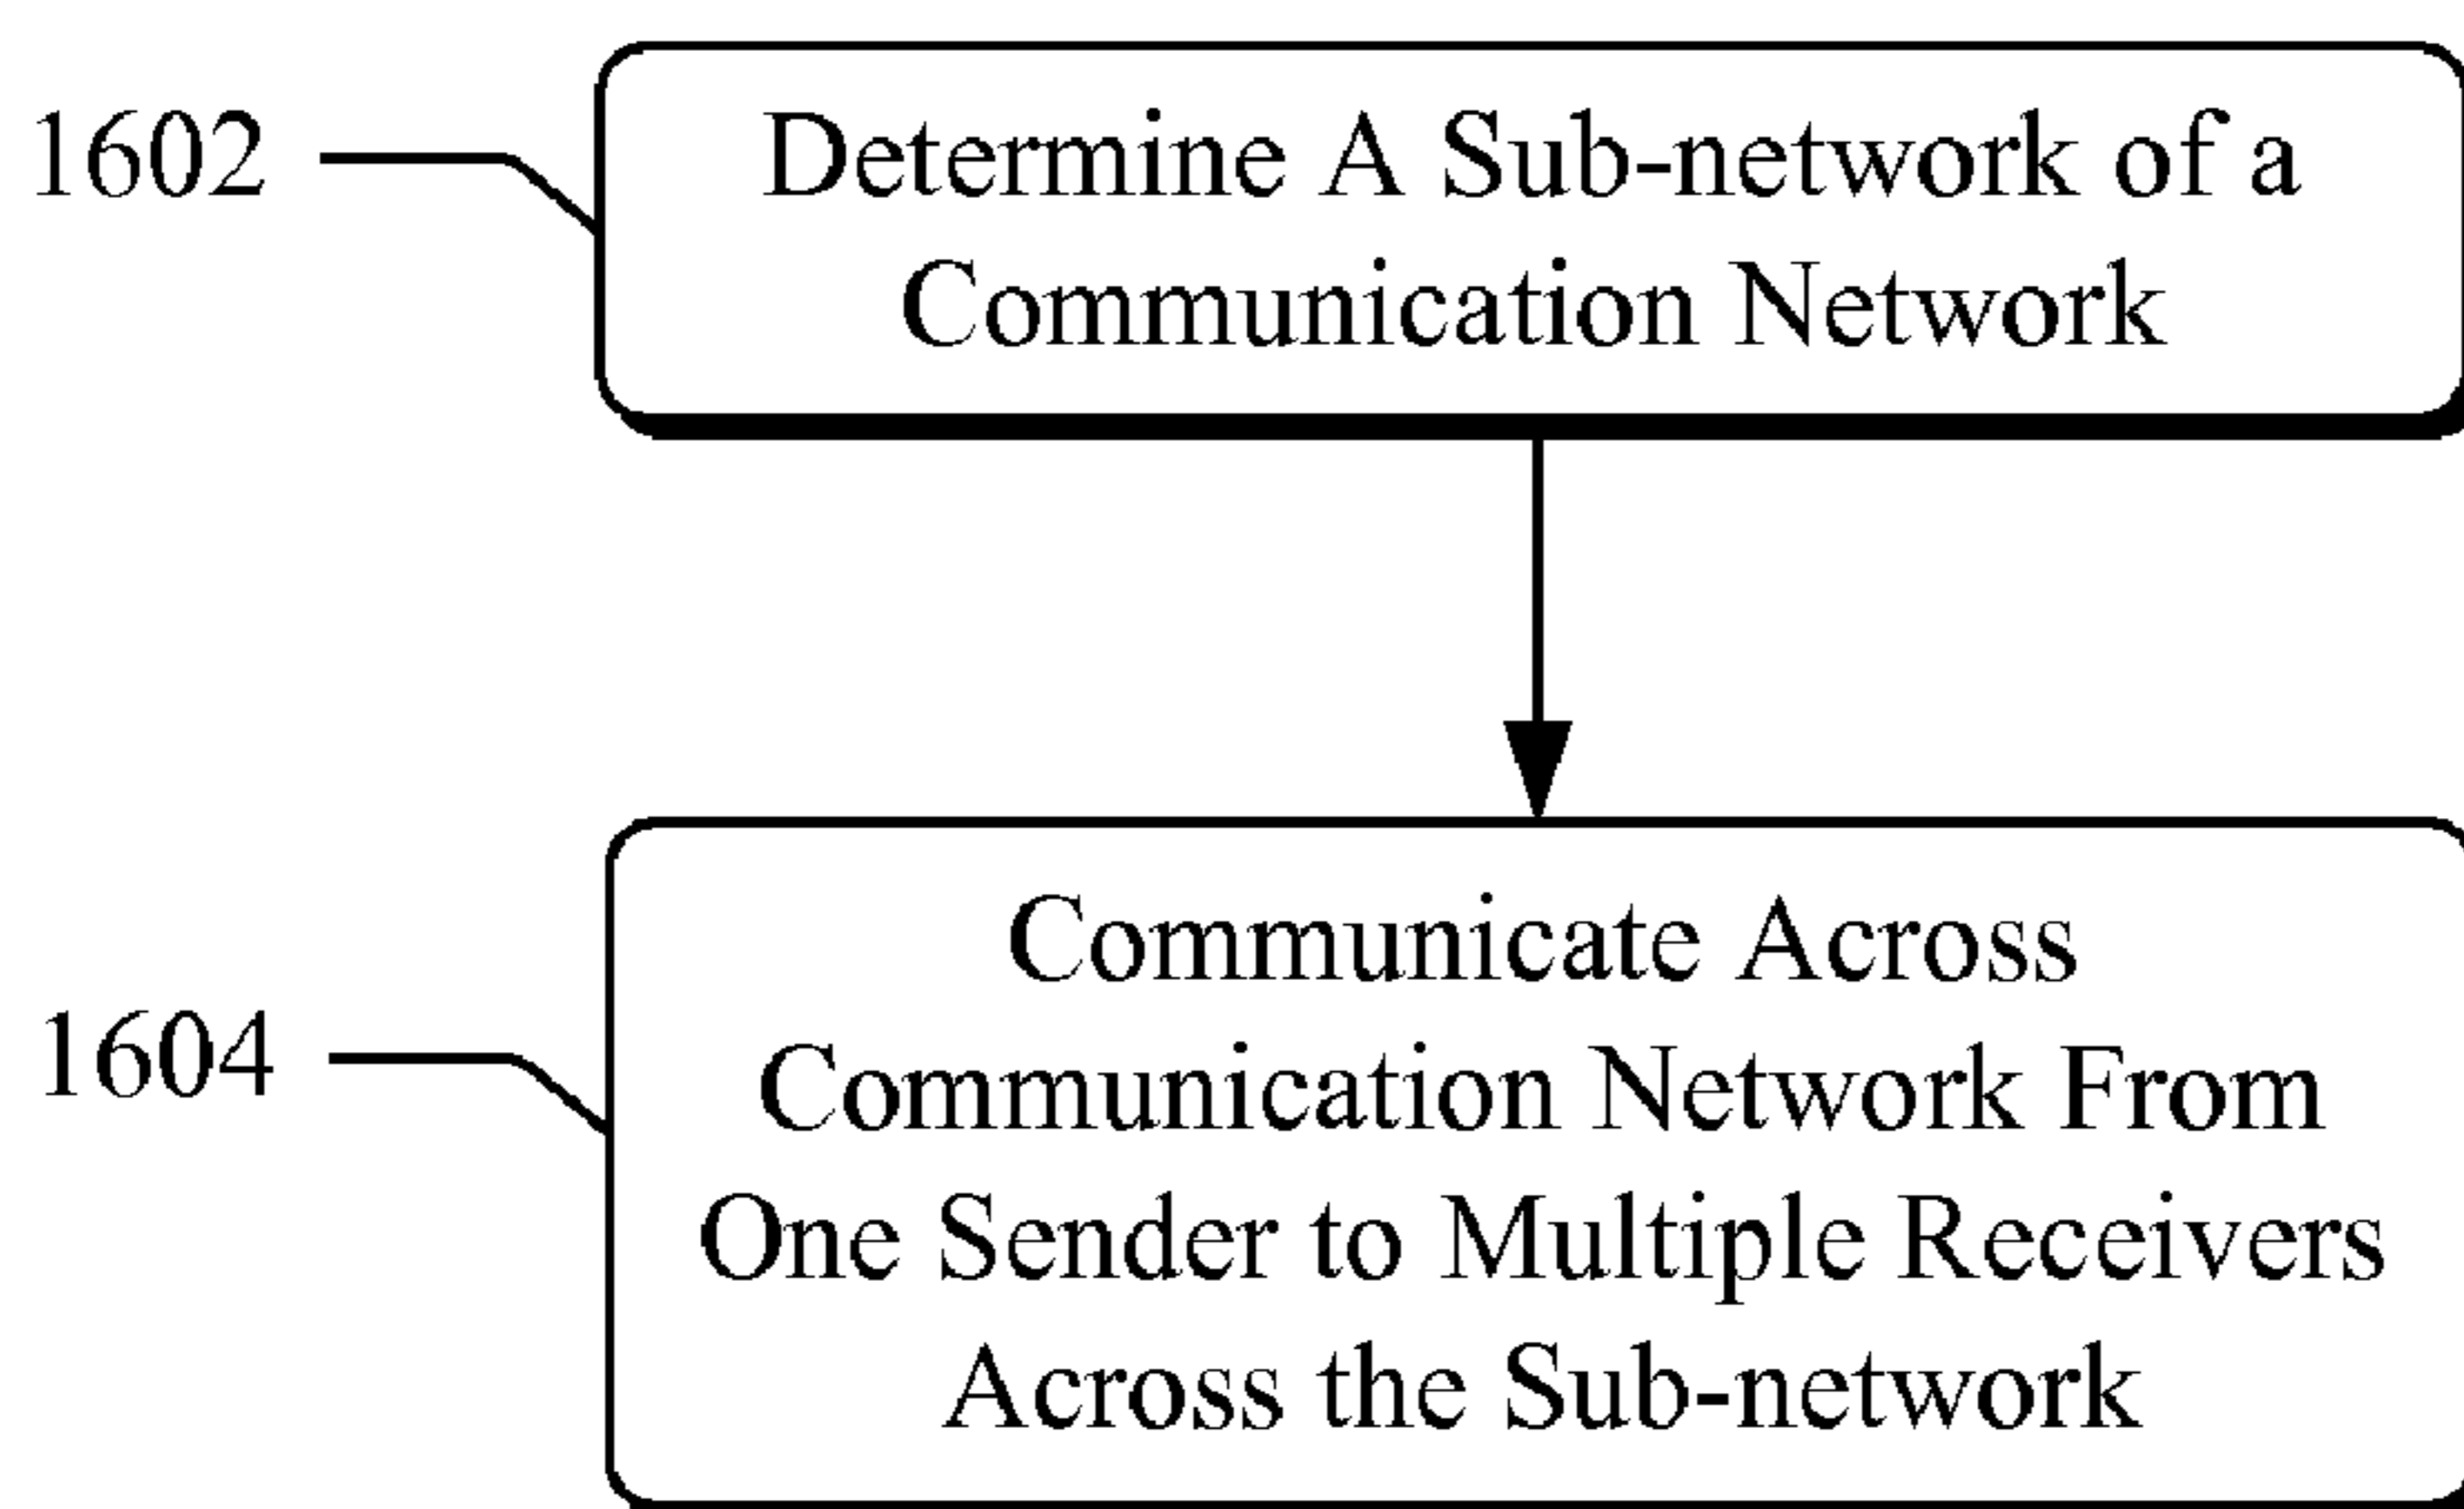 1602
Determine A Sub-network of a
Communication Network
Communicate Across
1604
Communication Network From
One Sender to Multiple Receivers
Across the Sub-network